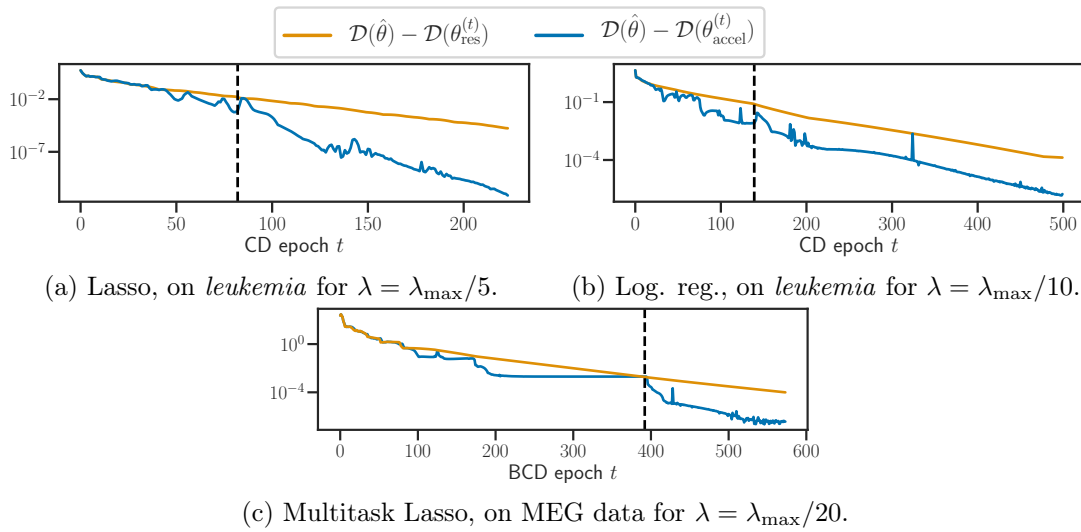 𝒟(θ̂) − 𝒟(θ_res^(t)) 𝒟(θ̂) − 𝒟(θ_accel^(t))
10^−2
10^−7
0 50 100 150 200
CD epoch t
(a) Lasso, on leukemia for λ = λ_max/5.
10^−1
10^−4
0 100 200 300 400 500
CD epoch t
(b) Log. reg., on leukemia for λ = λ_max/10.
10^0
10^−4
0 100 200 300 400 500 600
BCD epoch t
(c) Multitask Lasso, on MEG data for λ = λ_max/20.